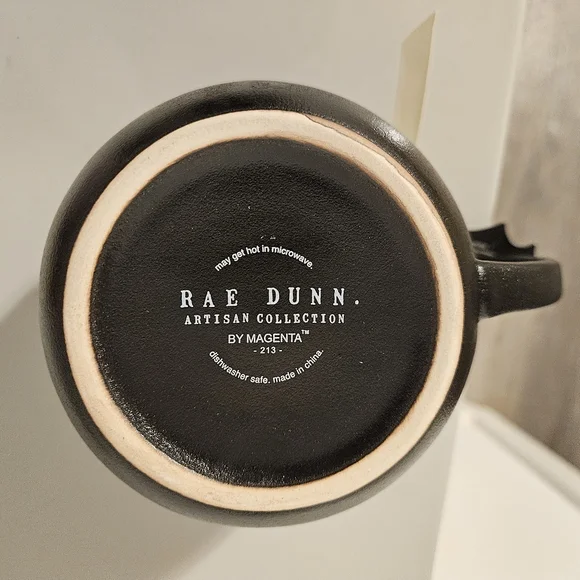 may get hot in microwave.
RAE DUNN.
ARTISAN COLLECTION
BY MAGENTA™
- 213 -
dishwasher safe. made in china.